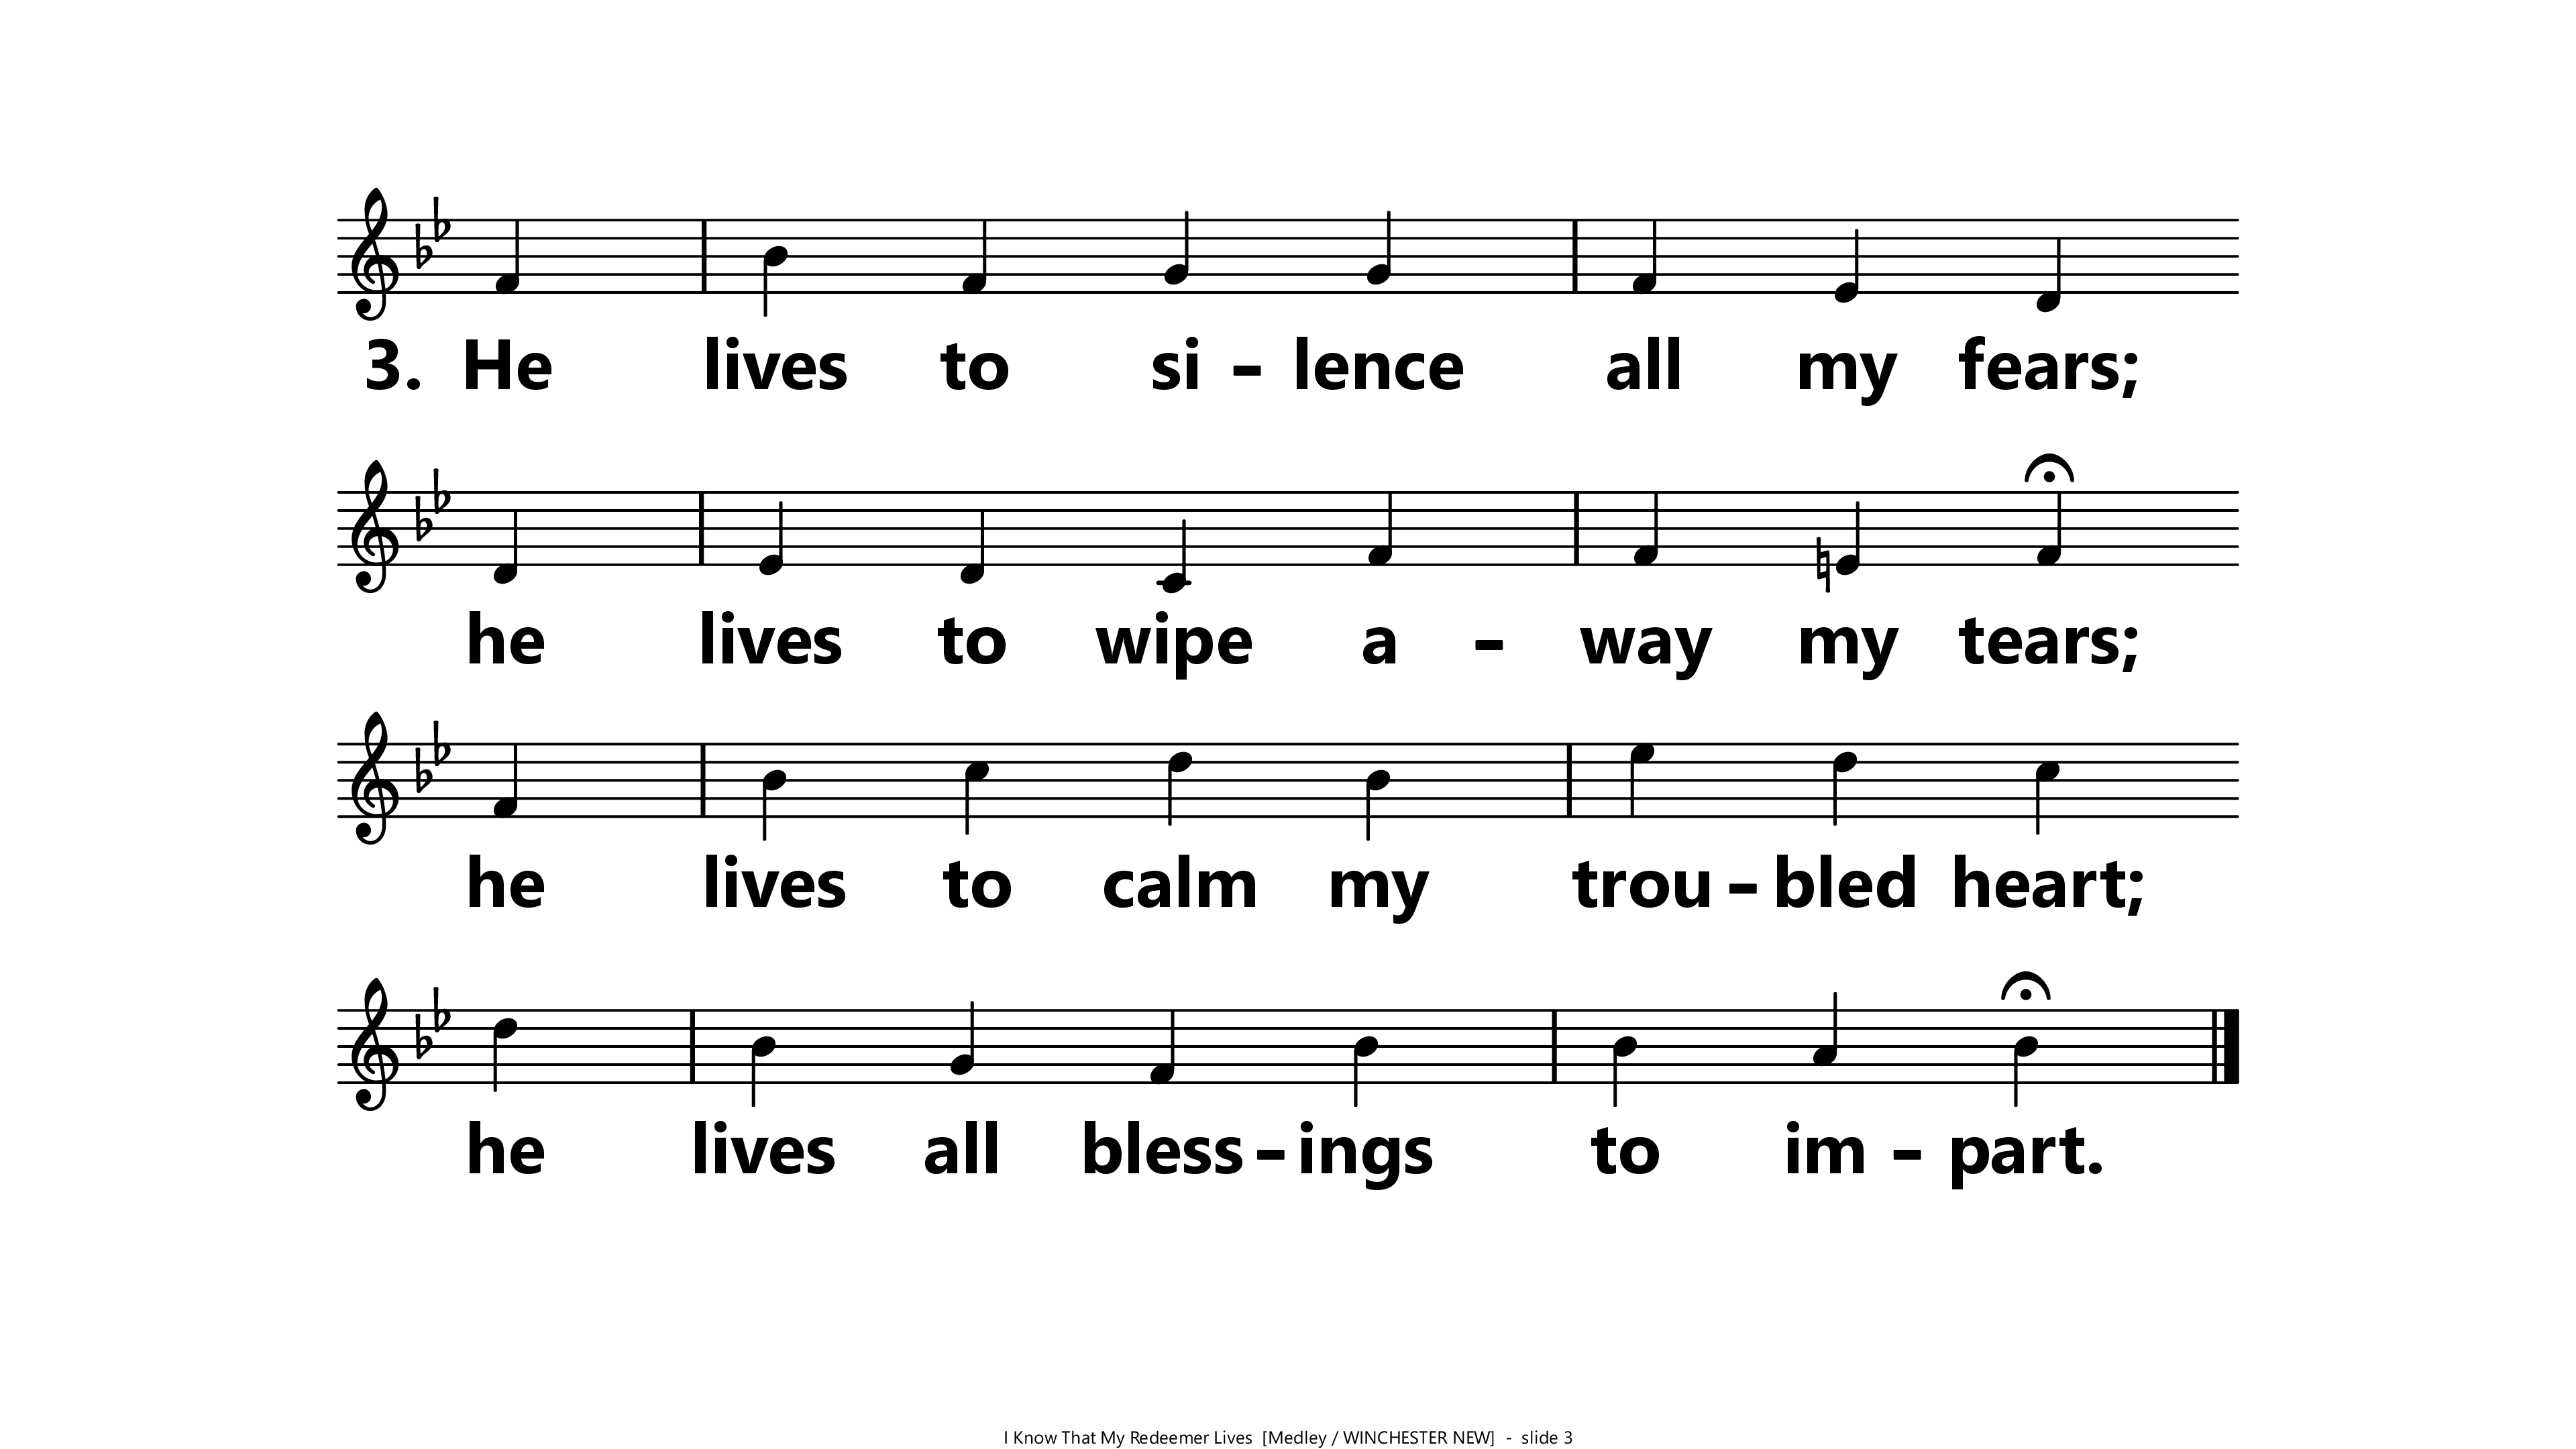 3. He lives to si - lence all my fears;
he lives to wipe a - way my tears;
he lives to calm my trou - bled heart;
he lives all bless - ings to im - part.
I Know That My Redeemer Lives [Medley / WINCHESTER NEW] - slide 3